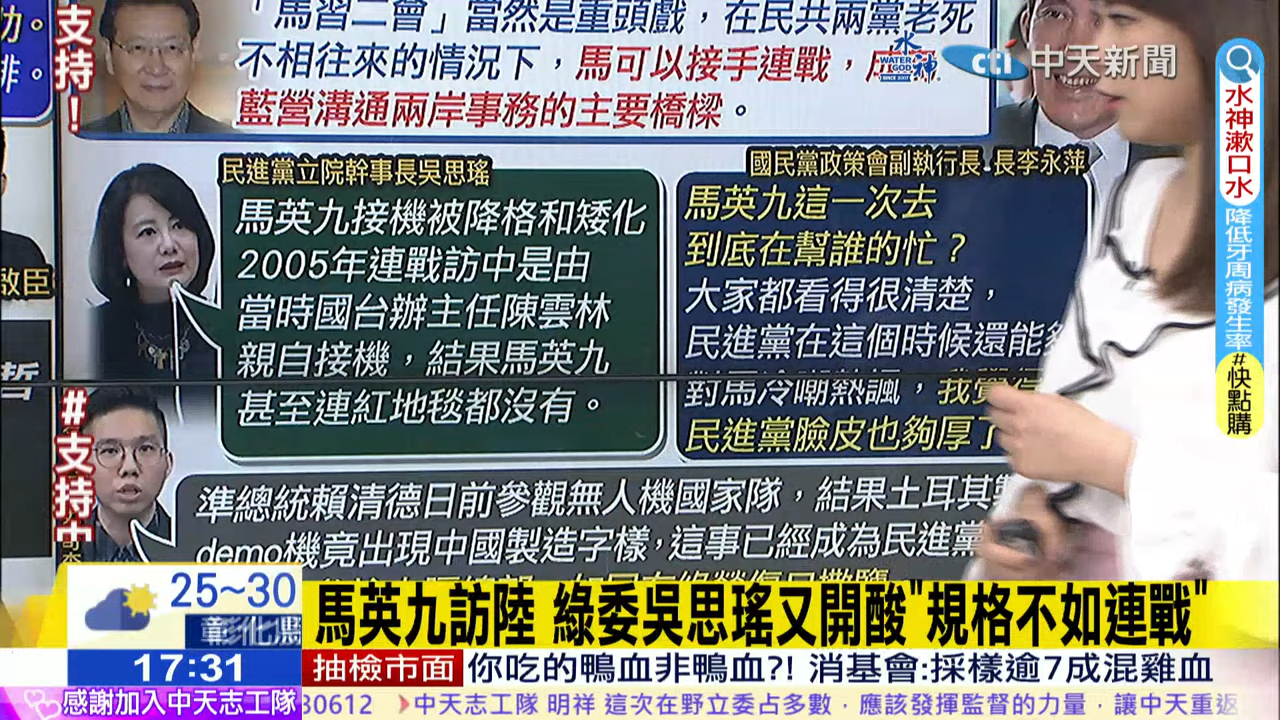 「馬習二會」當然是重頭戲，在民共兩黨老死
不相往來的情況下，馬可以接手連戰，
藍營溝通兩岸事務的主要橋樑。
支持！
水神
WATER GOD
SINCE 2007
cti 中天新聞
水神漱口水
降低牙周病發生率
#快點購
民進黨立院幹事長吳思瑤
馬英九接機被降格和矮化
2005年連戰訪中是由
當時國台辦主任陳雲林
親自接機，結果馬英九
甚至連紅地毯都沒有。
國民黨政策會副執行長 長李永萍
馬英九這一次去
到底在幫誰的忙？
大家都看得很清楚，
民進黨在這個時候還能
對馬冷嘲熱諷，我覺得
民進黨臉皮也夠厚了
啟臣
哲
#支持中
準總統賴清德日前參觀無人機國家隊，結果土耳其製
demo機竟出現中國製造字樣，這事已經成為民進黨
25~30
彰化
17:31
馬英九訪陸 綠委吳思瑤又開酸"規格不如連戰"
抽檢市面 你吃的鴨血非鴨血?! 消基會:採樣逾7成混雞血
感謝加入中天志工隊
30612 》中天志工隊 明祥 這次在野立委占多數，應該發揮監督的力量，讓中天重返